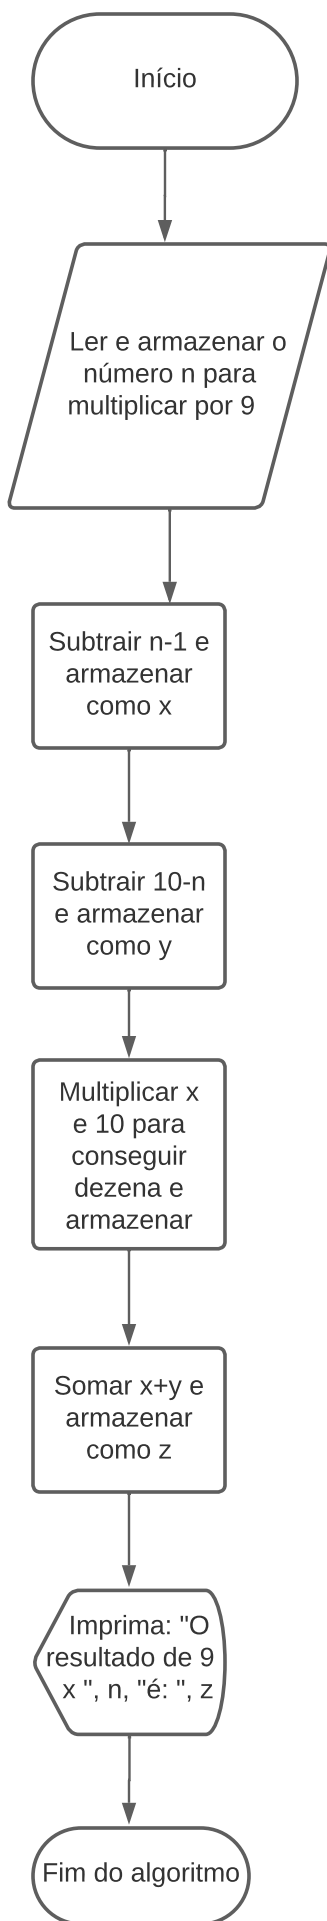 Início
Ler e armazenar o
número n para
multiplicar por 9
Subtrair n-1 e
armazenar
como x
Subtrair 10-n
e armazenar
como y
Multiplicar x
e 10 para
conseguir
dezena e
armazenar
Somar x+y e
armazenar
como z
Imprima: "O
resultado de 9
x ", n, "é: ", z
Fim do algoritmo